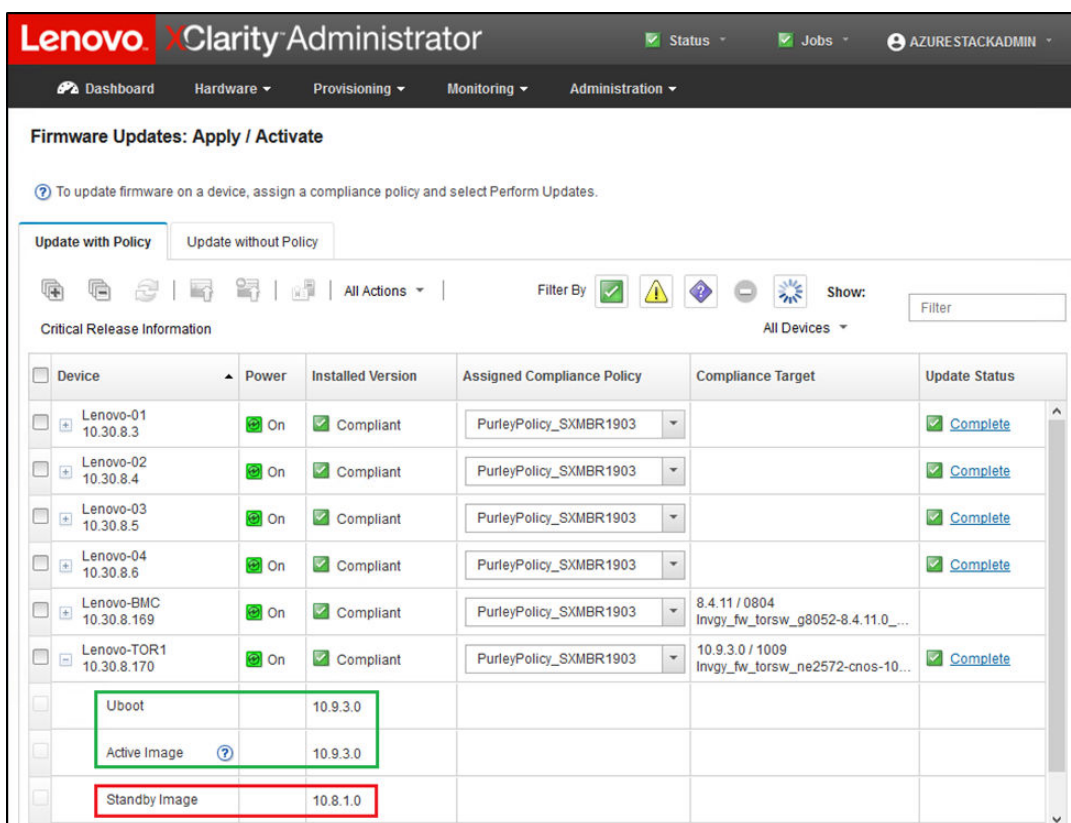 Lenovo. XClarity Administrator
Status
Jobs
AZURESTACKADMIN
Dashboard
Hardware
Provisioning
Monitoring
Administration
Firmware Updates: Apply / Activate
? To update firmware on a device, assign a compliance policy and select Perform Updates.
Update with Policy
Update without Policy
All Actions
Filter By
Show:
Filter
Critical Release Information
All Devices
Device Power Installed Version Assigned Compliance Policy Compliance Target Update Status
Lenovo-01
10.30.8.3
On Compliant PurleyPolicy_SXMBR1903 Complete
Lenovo-02
10.30.8.4
On Compliant PurleyPolicy_SXMBR1903 Complete
Lenovo-03
10.30.8.5
On Compliant PurleyPolicy_SXMBR1903 Complete
Lenovo-04
10.30.8.6
On Compliant PurleyPolicy_SXMBR1903 Complete
Lenovo-BMC
10.30.8.169
On Compliant PurleyPolicy_SXMBR1903
8.4.11 / 0804
lnvgy_fw_torsw_g8052-8.4.11.0_...
Lenovo-TOR1
10.30.8.170
On Compliant PurleyPolicy_SXMBR1903
10.9.3.0 / 1009
lnvgy_fw_torsw_ne2572-cnos-10...
Complete
Uboot 10.9.3.0
Active Image ? 10.9.3.0
Standby Image 10.8.1.0